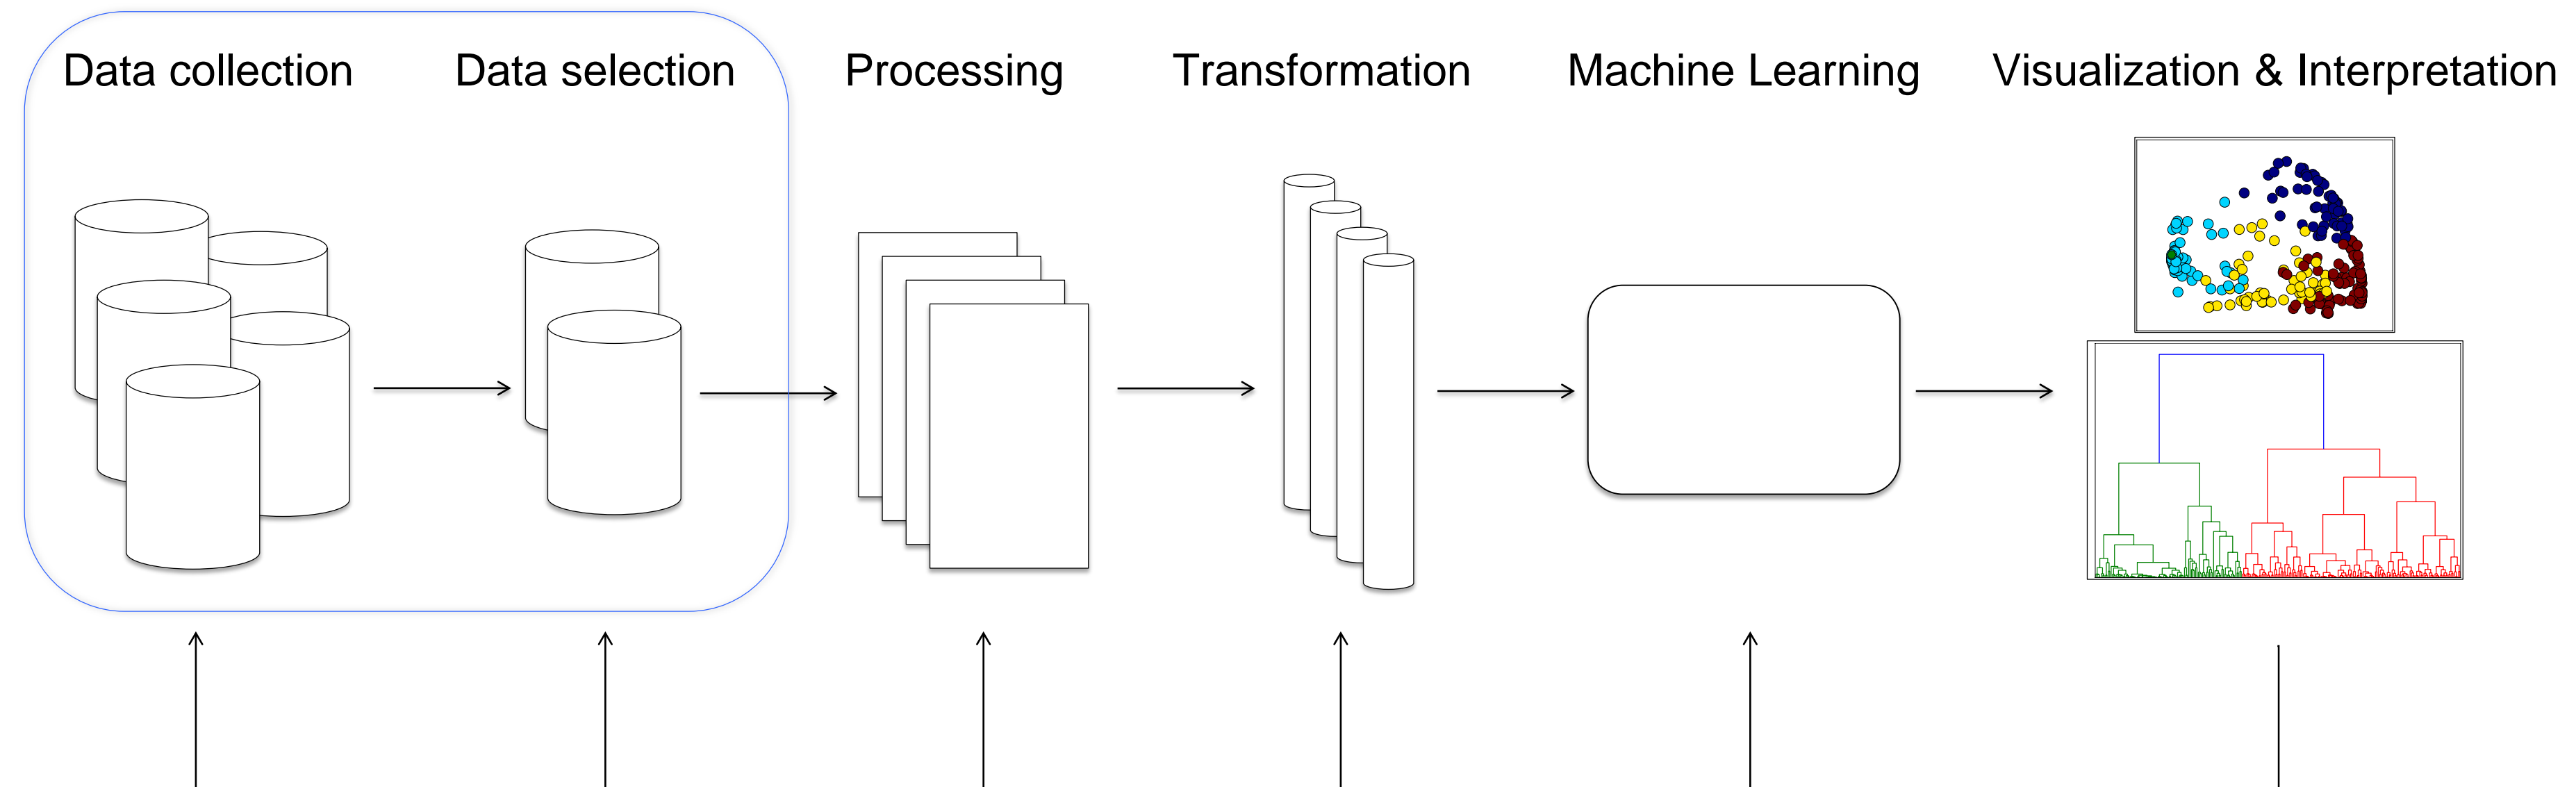 Data collection
Data selection
Processing
Transformation
Machine Learning
Visualization & Interpretation